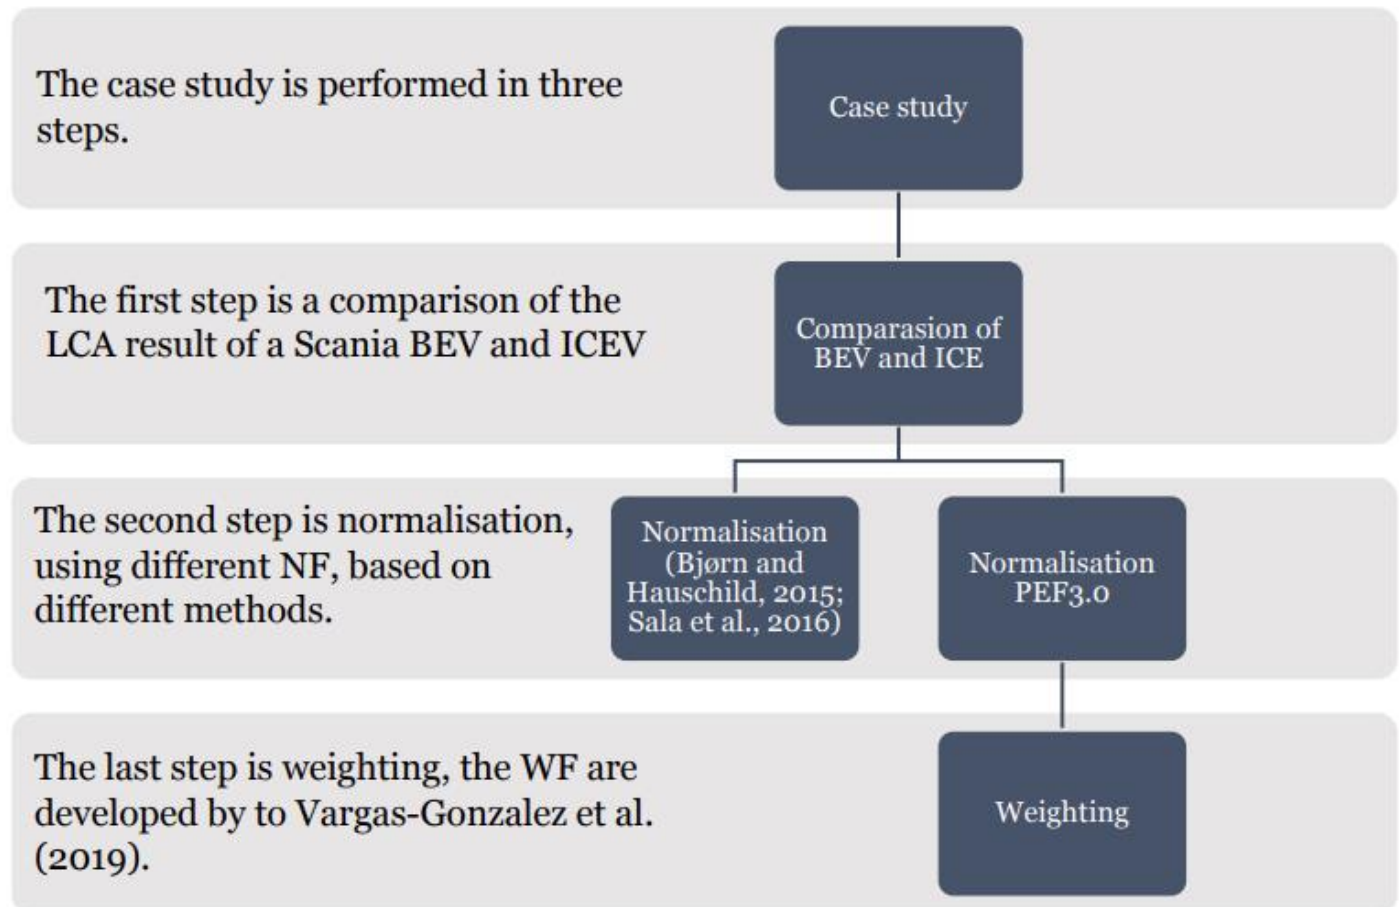 The case study is performed in three
steps.
Case study
The first step is a comparison of the
LCA result of a Scania BEV and ICEV
Comparasion of
BEV and ICE
The second step is normalisation,
using different NF, based on
different methods.
Normalisation
(Bjørn and
Hauschild, 2015;
Sala et al., 2016)
Normalisation
PEF3.0
The last step is weighting, the WF are
developed by to Vargas-Gonzalez et al.
(2019).
Weighting